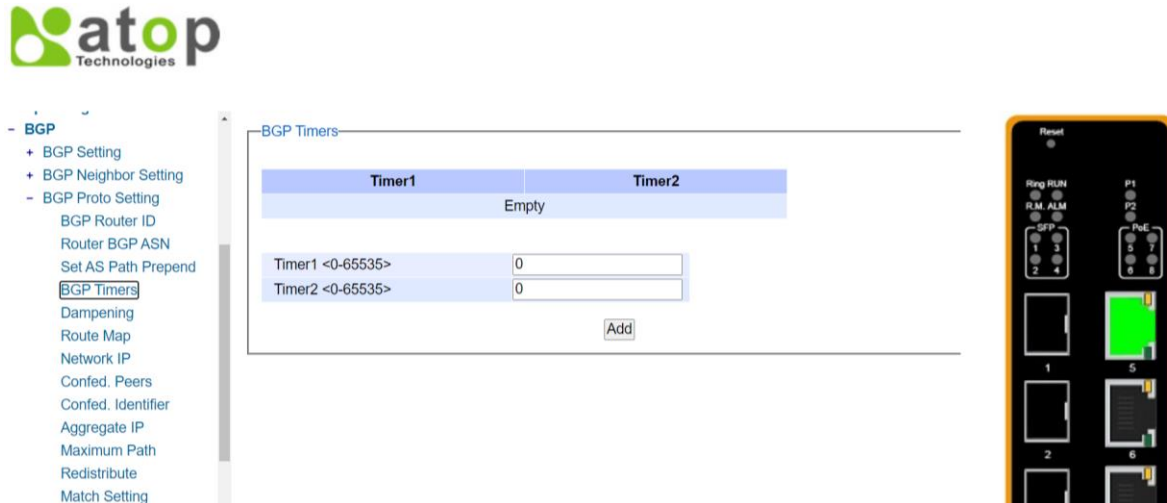 atop
Technologies
- BGP
+ BGP Setting
+ BGP Neighbor Setting
- BGP Proto Setting
BGP Router ID
Router BGP ASN
Set AS Path Prepend
BGP Timers
Dampening
Route Map
Network IP
Confed. Peers
Confed. Identifier
Aggregate IP
Maximum Path
Redistribute
Match Setting
BGP Timers
Timer1 Timer2
Empty
Timer1 <0-65535> 0
Timer2 <0-65535> 0
Add
Reset
Ring RUN P1
R.M. ALM P2
SFP PoE
1 3 5 7
2 4 6 8
1 5
2 6